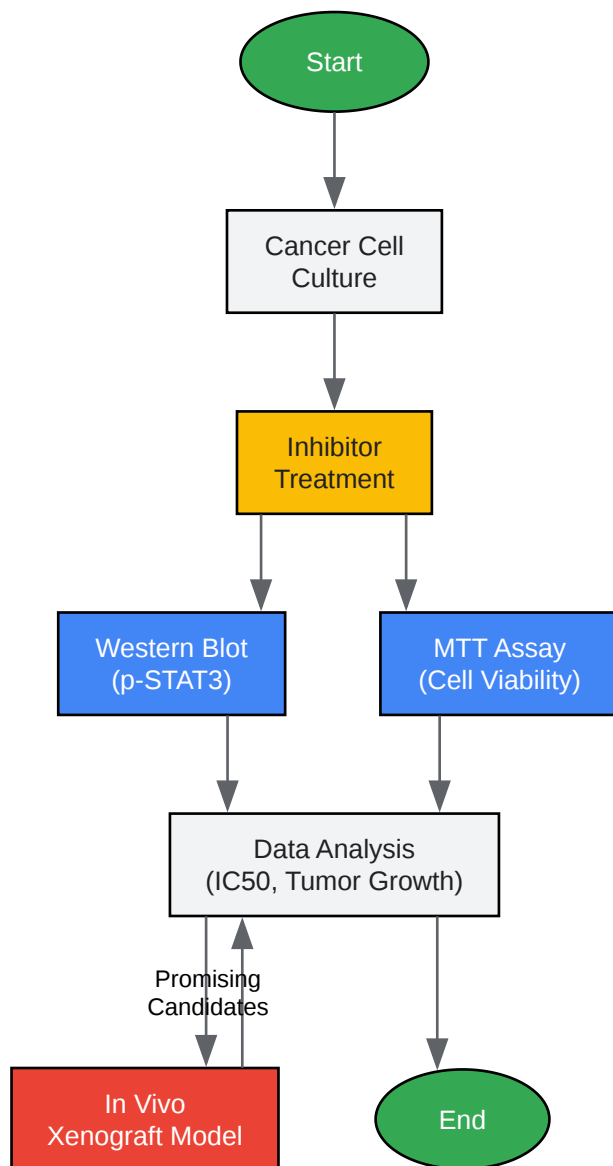 Start
Cancer Cell
Culture
Inhibitor
Treatment
Western Blot
(p-STAT3)
MTT Assay
(Cell Viability)
Data Analysis
(IC50, Tumor Growth)
Promising
Candidates
In Vivo
Xenograft Model
End